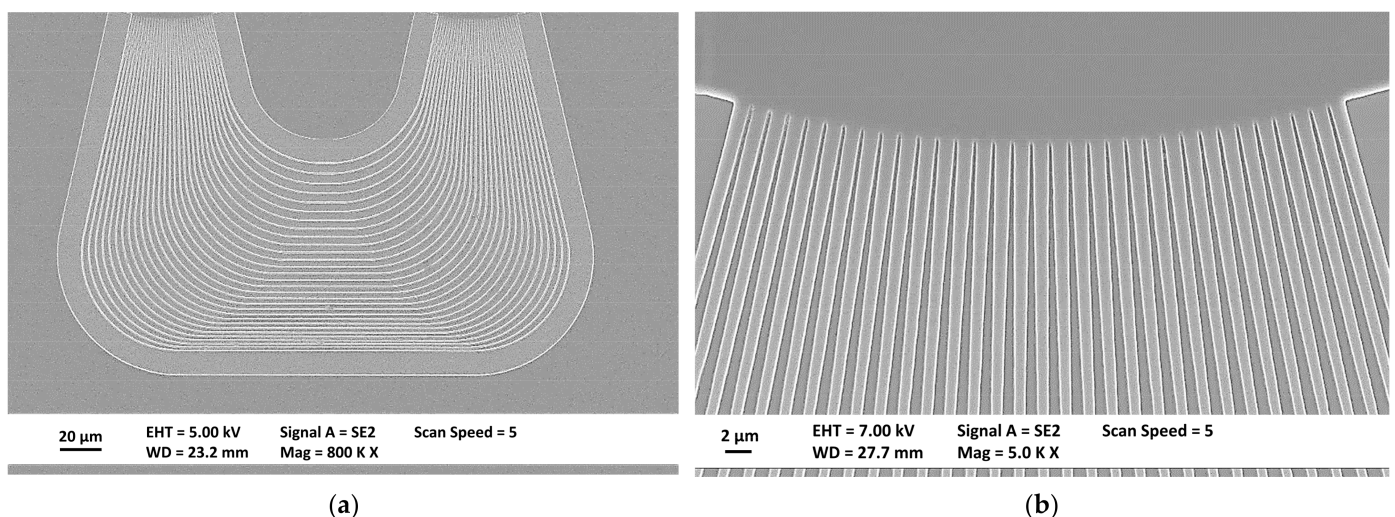 20 µm EHT = 5.00 kV Signal A = SE2 Scan Speed = 5
WD = 23.2 mm Mag = 800 K X
2 µm EHT = 7.00 kV Signal A = SE2 Scan Speed = 5
WD = 27.7 mm Mag = 5.0 K X
(a)
(b)